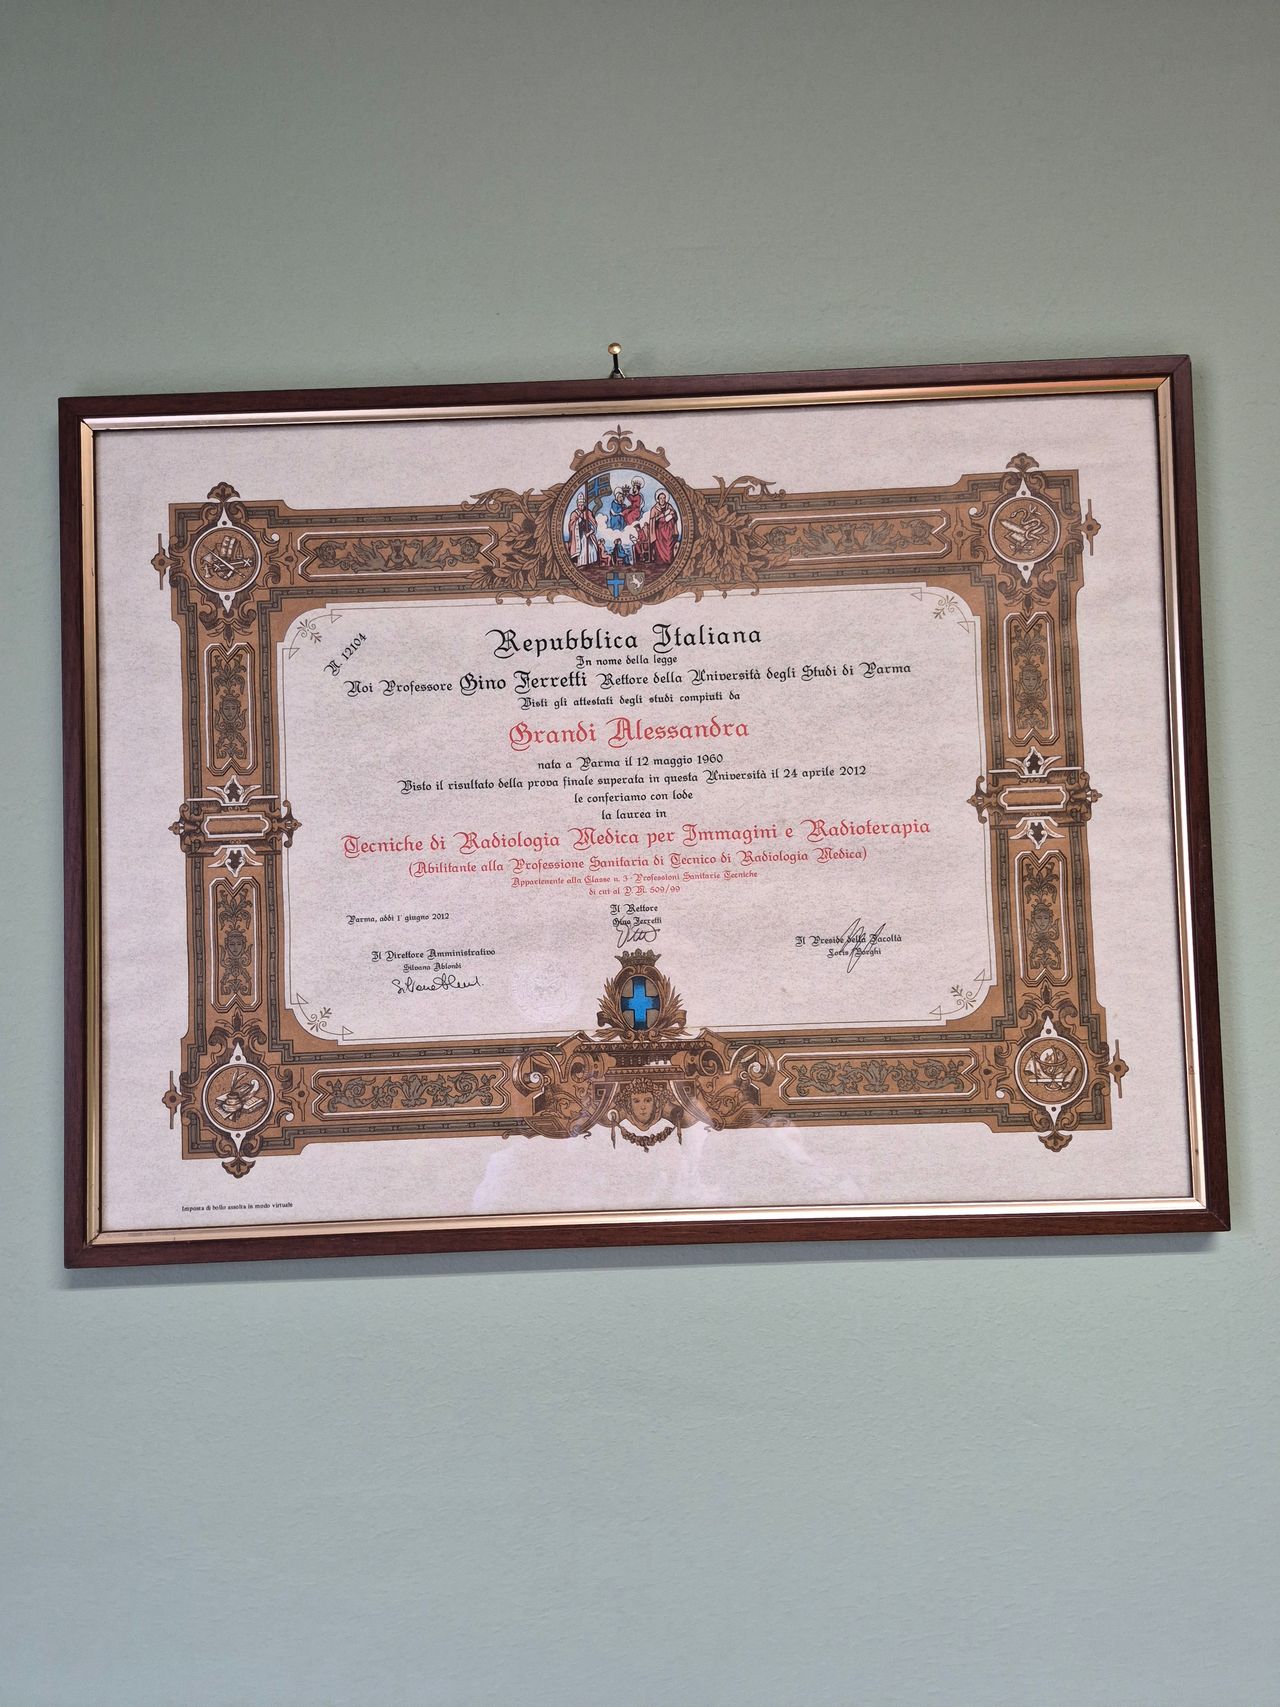 N. 12104
Repubblica Italiana
In nome della legge
Noi Professore Gino Ferretti Rettore della Università degli Studi di Parma
Visti gli attestati degli studi compiuti da
Grandi Alessandra
nata a Parma il 12 maggio 1960
Visto il risultato della prova finale superata in questa Università il 24 aprile 2012
le conferiamo con lode
la laurea in
Tecniche di Radiologia Medica per Immagini e Radioterapia
(Abilitante alla Professione Sanitaria di Tecnico di Radiologia Medica)
Appartenente alla Classe n. 3 - Professioni Sanitarie Tecniche
di cui al D.M. 509/99
Parma, addì 1° giugno 2012
Il Rettore
Gino Ferretti
Il Direttore Amministrativo
Silvana Ablondi
Il Preside della Facoltà
Loris Borghi
Imposta di bollo assolta in modo virtuale